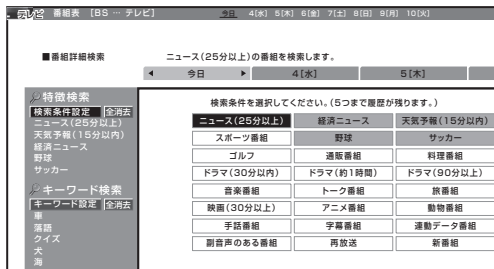 テレビ 番組表 [BS … テレビ] 今日 4[水] 5[木] 6[金] 7[土] 8[日] 9[月] 10[火]
■番組詳細検索 ニュース(25分以上)の番組を検索します。
◀ 今日 ▶ 4[水] 5[木]
特徴検索
検索条件設定 全消去
ニュース(25分以上)
天気予報(15分以内)
経済ニュース
野球
サッカー
キーワード検索
キーワード設定 全消去
車
落語
クイズ
犬
海
検索条件を選択してください。(5つまで履歴が残ります。)
ニュース(25分以上) 経済ニュース 天気予報(15分以内)
スポーツ番組 野球 サッカー
ゴルフ 通販番組 料理番組
ドラマ(30分以内) ドラマ(約1時間) ドラマ(90分以上)
音楽番組 トーク番組 旅番組
映画(30分以上) アニメ番組 動物番組
手話番組 字幕番組 連動データ番組
副音声のある番組 再放送 新番組